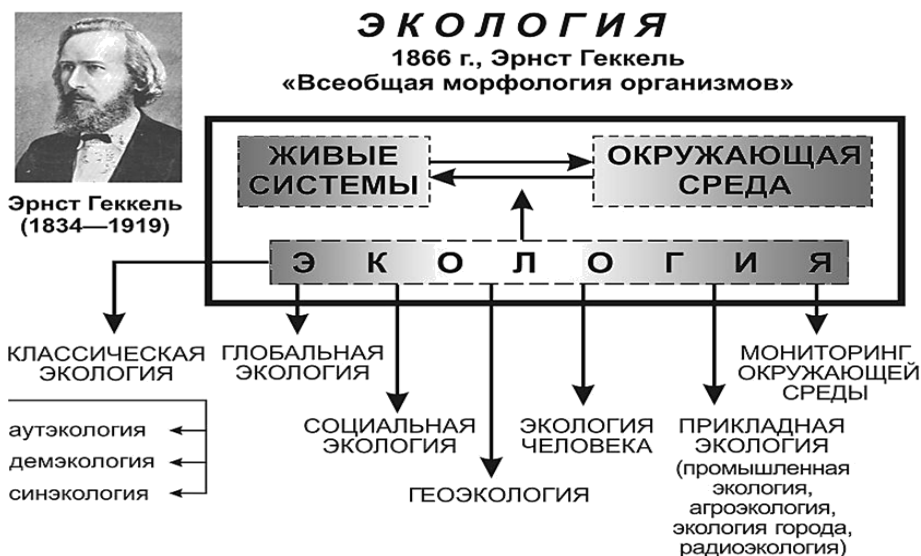 ЭКОЛОГИЯ
1866 г., Эрнст Геккель
«Всеобщая морфология организмов»
Эрнст Геккель
(1834—1919)
ЖИВЫЕ
СИСТЕМЫ
ОКРУЖАЮЩАЯ
СРЕДА
ЭКОЛОГИЯ
КЛАССИЧЕСКАЯ
ЭКОЛОГИЯ
аутэкология
демэкология
синэкология
ГЛОБАЛЬНАЯ
ЭКОЛОГИЯ
СОЦИАЛЬНАЯ
ЭКОЛОГИЯ
ГЕОЭКОЛОГИЯ
ЭКОЛОГИЯ
ЧЕЛОВЕКА
ПРИКЛАДНАЯ
ЭКОЛОГИЯ
(промышленная
экология,
агроэкология,
экология города,
радиоэкология)
МОНИТОРИНГ
ОКРУЖАЮЩЕЙ
СРЕДЫ